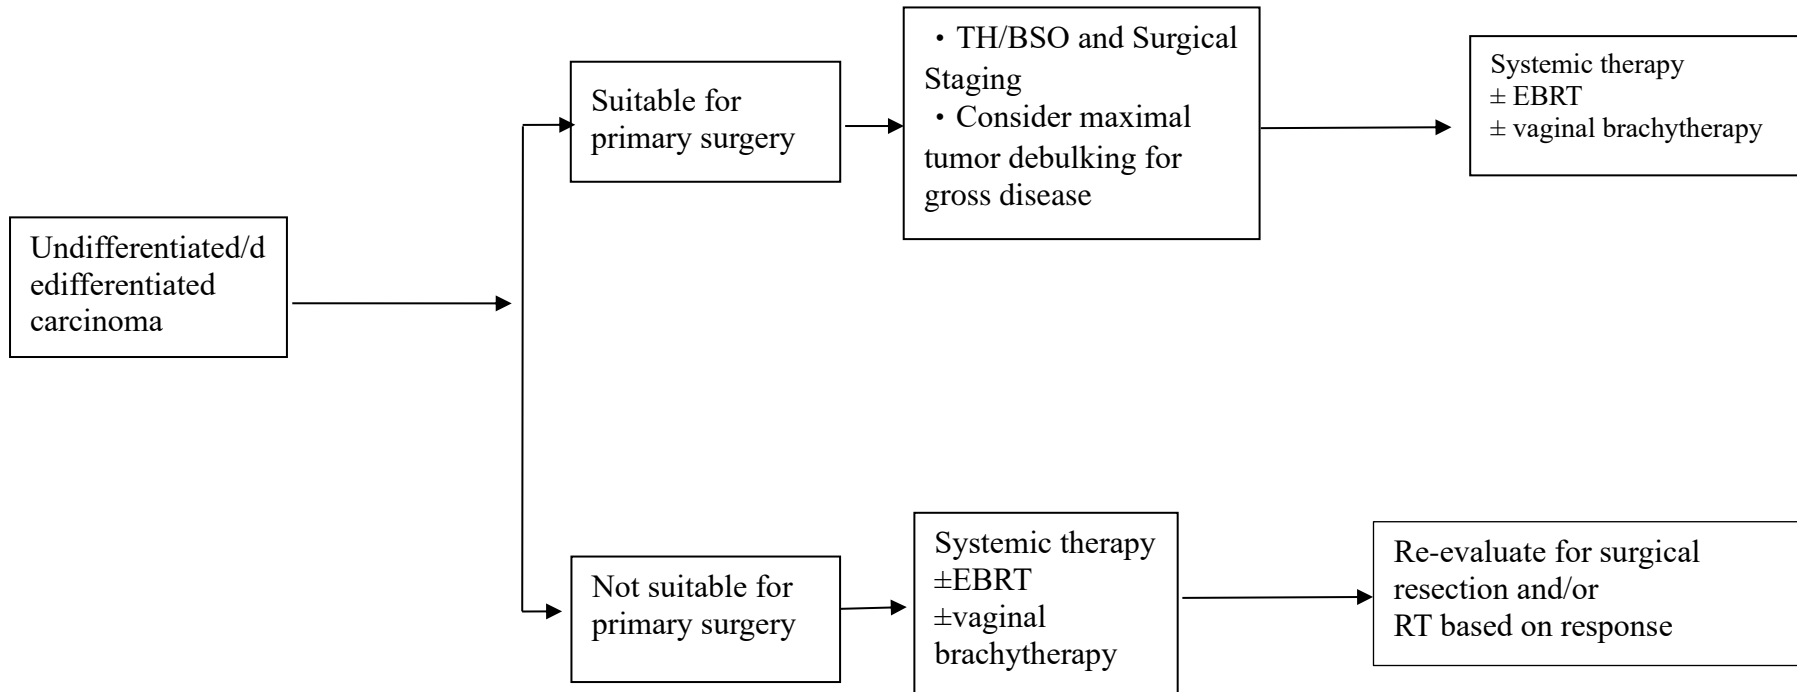 Undifferentiated/d
edifferentiated
carcinoma
Suitable for
primary surgery
・TH/BSO and Surgical
Staging
・Consider maximal
tumor debulking for
gross disease
Systemic therapy
± EBRT
± vaginal brachytherapy
Not suitable for
primary surgery
Systemic therapy
±EBRT
±vaginal
brachytherapy
Re-evaluate for surgical
resection and/or
RT based on response